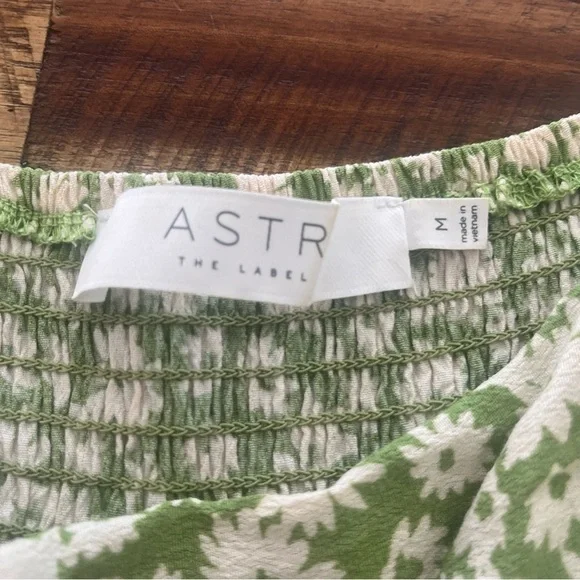 ASTR
THE LABEL
M
made in
vietnam